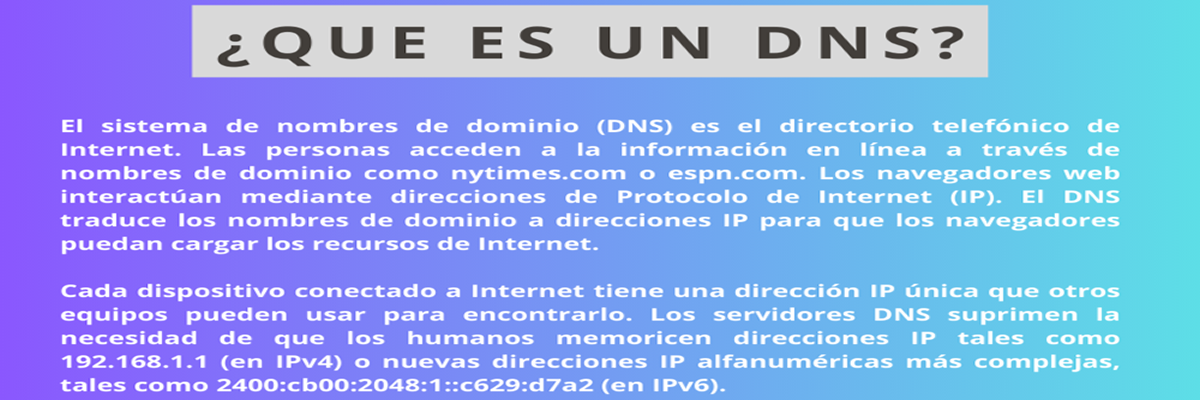 ¿QUE ES UN DNS?
El sistema de nombres de dominio (DNS) es el directorio telefónico de
Internet. Las personas acceden a la información en línea a través de
nombres de dominio como nytimes.com o espn.com. Los navegadores web
interactúan mediante direcciones de Protocolo de Internet (IP). El DNS
traduce los nombres de dominio a direcciones IP para que los navegadores
puedan cargar los recursos de Internet.
Cada dispositivo conectado a Internet tiene una dirección IP única que otros
equipos pueden usar para encontrarlo. Los servidores DNS suprimen la
necesidad de que los humanos memoricen direcciones IP tales como
192.168.1.1 (en IPv4) o nuevas direcciones IP alfanuméricas más complejas,
tales como 2400:cb00:2048:1::c629:d7a2 (en IPv6).